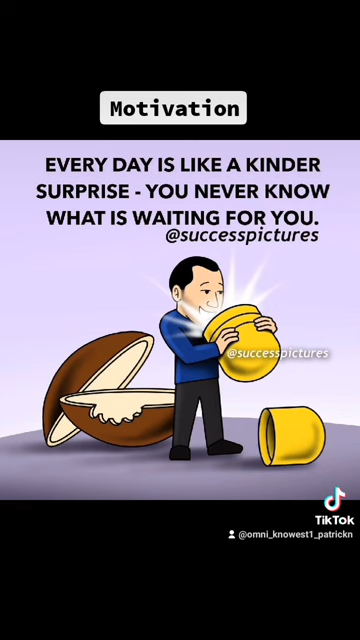 Motivation
EVERY DAY IS LIKE A KINDER
SURPRISE - YOU NEVER KNOW
WHAT IS WAITING FOR YOU.
@successpictures
@successpictures
TikTok
@omni_knowest1_patrickn